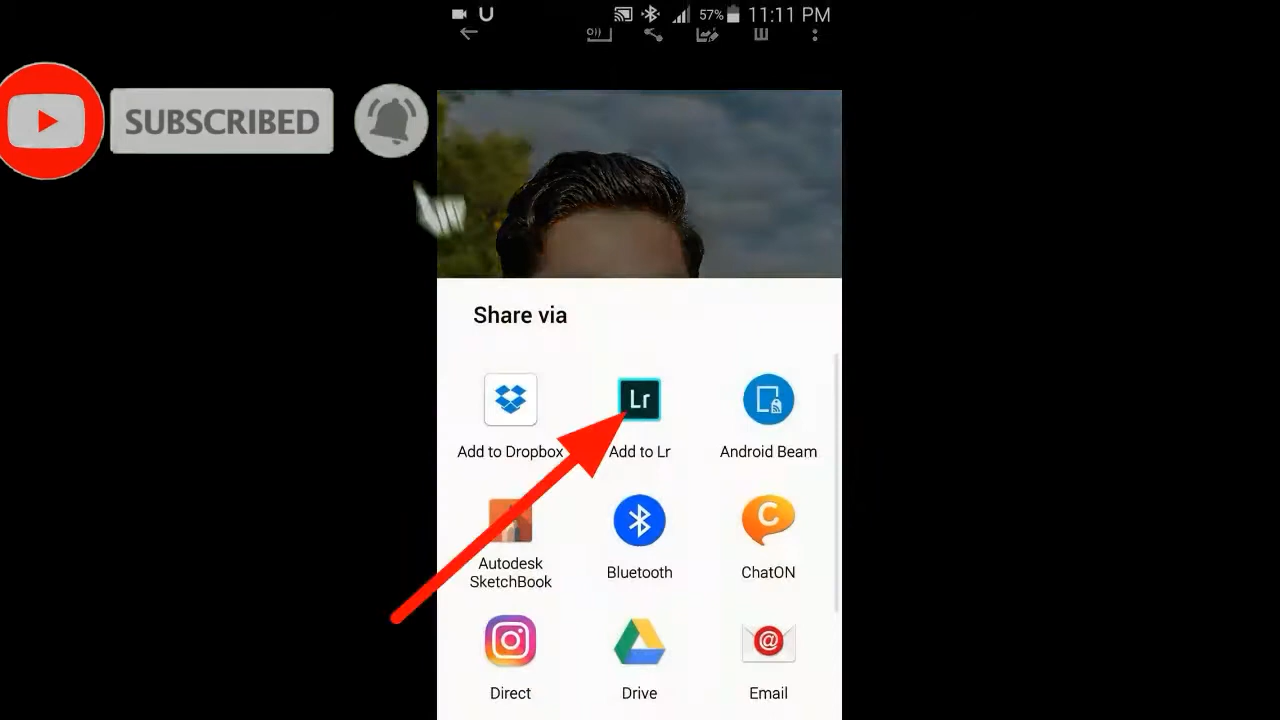 57% 11:11 PM
SUBSCRIBED
Share via
Lr
Add to Dropbox
Add to Lr
Android Beam
C
Autodesk
SketchBook
Bluetooth
ChatON
@
Direct
Drive
Email